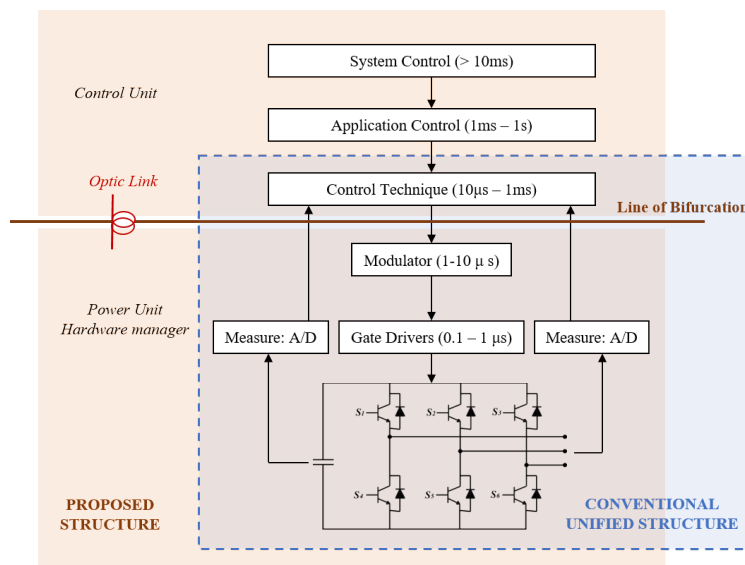 System Control (> 10ms)
Control Unit
Application Control (1ms – 1s)
Optic Link
Control Technique (10μs – 1ms)
Line of Bifurcation
Modulator (1-10 μ s)
Power Unit
Hardware manager
Measure: A/D
Gate Drivers (0.1 – 1 μs)
Measure: A/D
S1
S2
S3
S4
S5
S6
PROPOSED
STRUCTURE
CONVENTIONAL
UNIFIED STRUCTURE